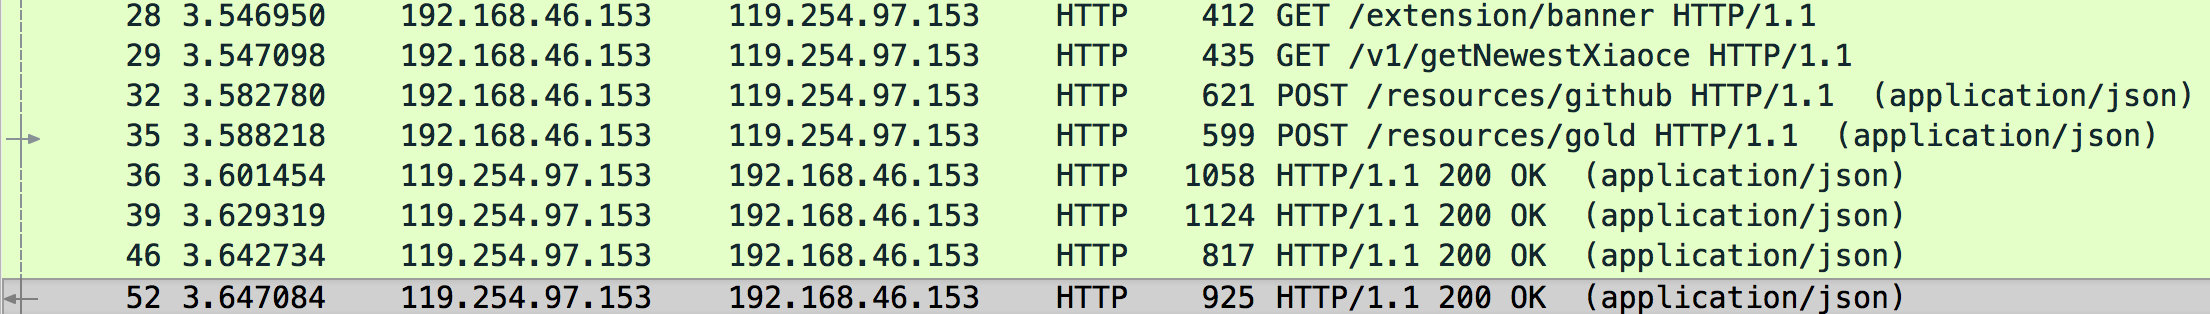 28 3.546950 192.168.46.153 119.254.97.153 HTTP 412 GET /extension/banner HTTP/1.1
29 3.547098 192.168.46.153 119.254.97.153 HTTP 435 GET /v1/getNewestXiaoce HTTP/1.1
32 3.582780 192.168.46.153 119.254.97.153 HTTP 621 POST /resources/github HTTP/1.1 (application/json)
35 3.588218 192.168.46.153 119.254.97.153 HTTP 599 POST /resources/gold HTTP/1.1 (application/json)
36 3.601454 119.254.97.153 192.168.46.153 HTTP 1058 HTTP/1.1 200 OK (application/json)
39 3.629319 119.254.97.153 192.168.46.153 HTTP 1124 HTTP/1.1 200 OK (application/json)
46 3.642734 119.254.97.153 192.168.46.153 HTTP 817 HTTP/1.1 200 OK (application/json)
52 3.647084 119.254.97.153 192.168.46.153 HTTP 925 HTTP/1.1 200 OK (application/json)